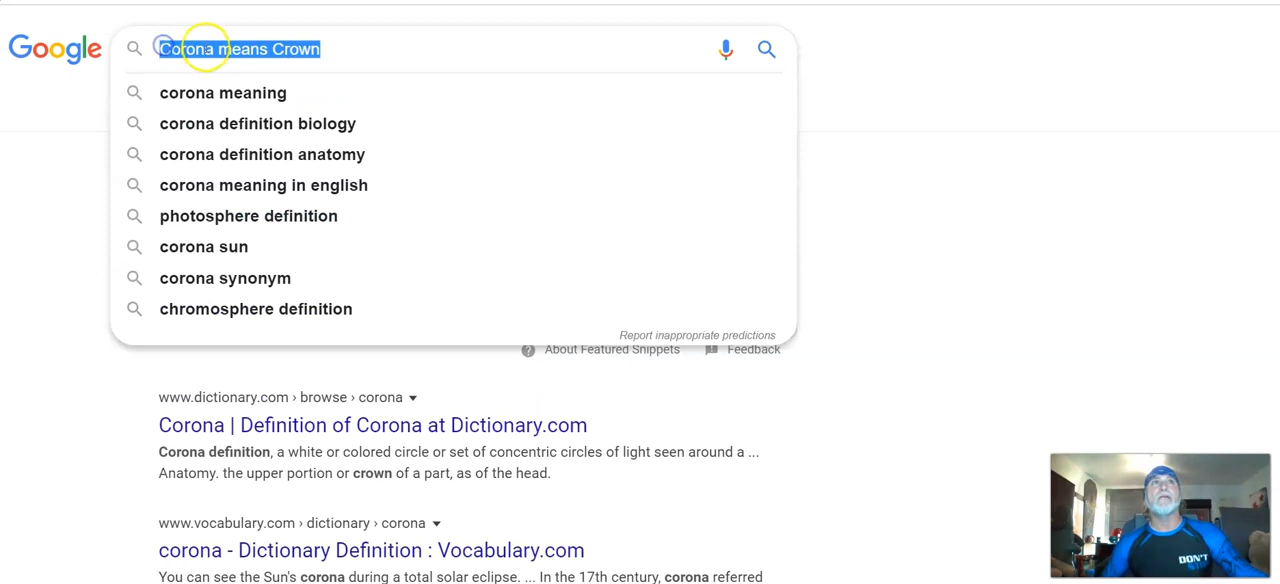 Google
Corona means Crown
corona meaning
corona definition biology
corona definition anatomy
corona meaning in english
photosphere definition
corona sun
corona synonym
chromosphere definition
Report inappropriate predictions
About Featured Snippets Feedback
www.dictionary.com › browse › corona
Corona | Definition of Corona at Dictionary.com
Corona definition, a white or colored circle or set of concentric circles of light seen around a ...
Anatomy. the upper portion or crown of a part, as of the head.
www.vocabulary.com › dictionary › corona
corona - Dictionary Definition : Vocabulary.com
You can see the Sun's corona during a total solar eclipse. ... In the 17th century, corona referred
DON'T